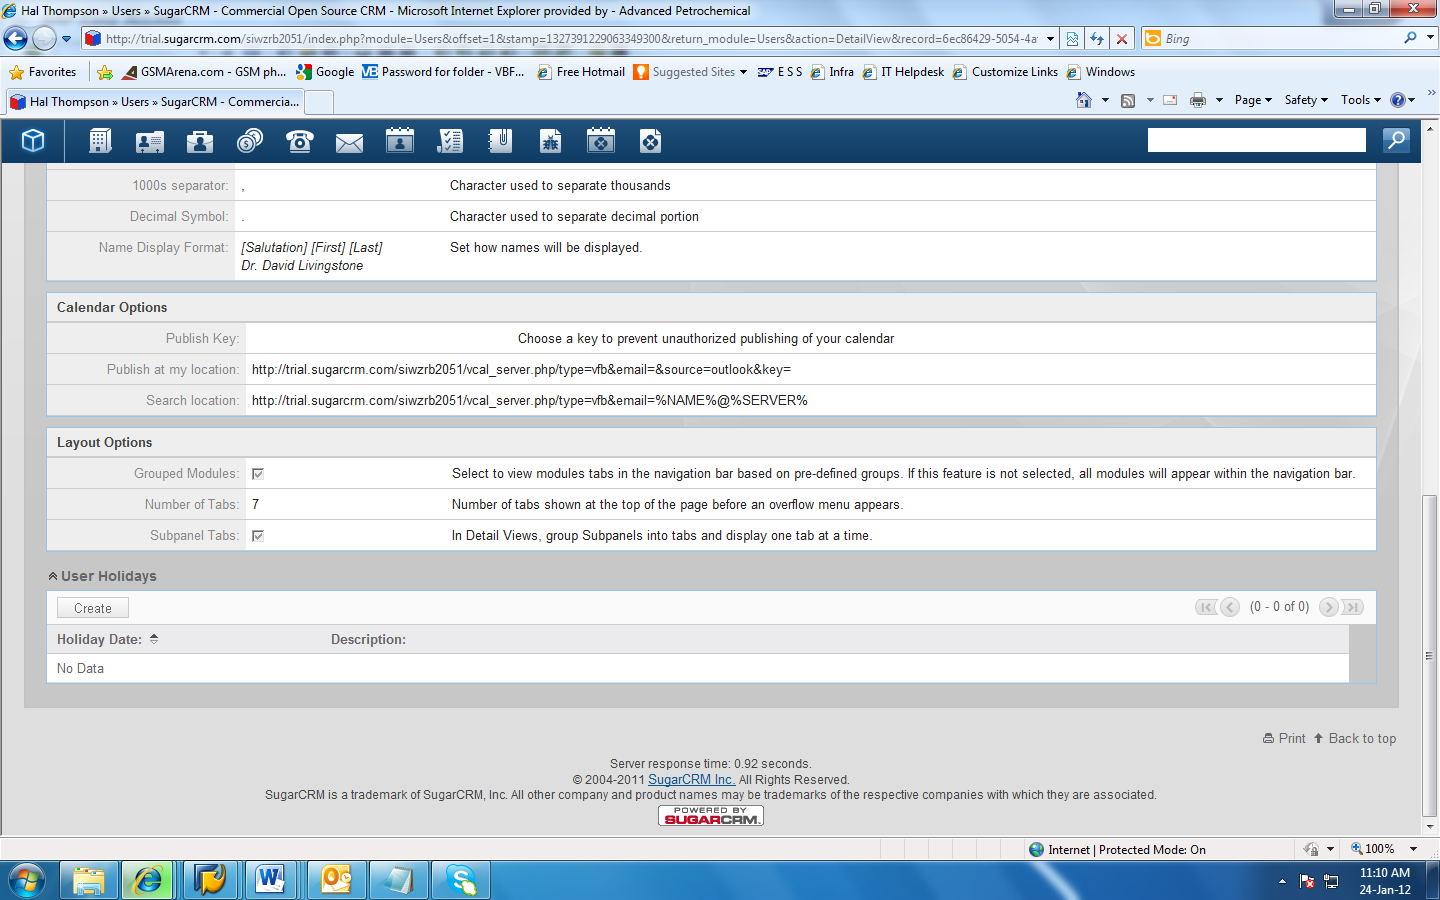 Hal Thompson » Users » SugarCRM - Commercial Open Source CRM - Microsoft Internet Explorer provided by - Advanced Petrochemical
http://trial.sugarcrm.com/siwzrb2051/index.php?module=Users&offset=1&stamp=1327391229063349300&return_module=Users&action=DetailView&record=6ec86429-5054-4a
Bing
Favorites
GSMArena.com - GSM ph...
Google
Password for folder - VBF...
Free Hotmail
Suggested Sites
E S S
Infra
IT Helpdesk
Customize Links
Windows
Hal Thompson » Users » SugarCRM - Commercia...
Page
Safety
Tools
1000s separator: , Character used to separate thousands
Decimal Symbol: . Character used to separate decimal portion
Name Display Format: [Salutation] [First] [Last] Set how names will be displayed.
Dr. David Livingstone
Calendar Options
Publish Key: Choose a key to prevent unauthorized publishing of your calendar
Publish at my location: http://trial.sugarcrm.com/siwzrb2051/vcal_server.php/type=vfb&email=&source=outlook&key=
Search location: http://trial.sugarcrm.com/siwzrb2051/vcal_server.php/type=vfb&email=%NAME%@%SERVER%
Layout Options
Grouped Modules: Select to view modules tabs in the navigation bar based on pre-defined groups. If this feature is not selected, all modules will appear within the navigation bar.
Number of Tabs: 7 Number of tabs shown at the top of the page before an overflow menu appears.
Subpanel Tabs: In Detail Views, group Subpanels into tabs and display one tab at a time.
User Holidays
Create (0 - 0 of 0)
Holiday Date: Description:
No Data
Print Back to top
Server response time: 0.92 seconds.
© 2004-2011 SugarCRM Inc. All Rights Reserved.
SugarCRM is a trademark of SugarCRM, Inc. All other company and product names may be trademarks of the respective companies with which they are associated.
POWERED BY
SUGARCRM.
Internet | Protected Mode: On
100%
11:10 AM
24-Jan-12